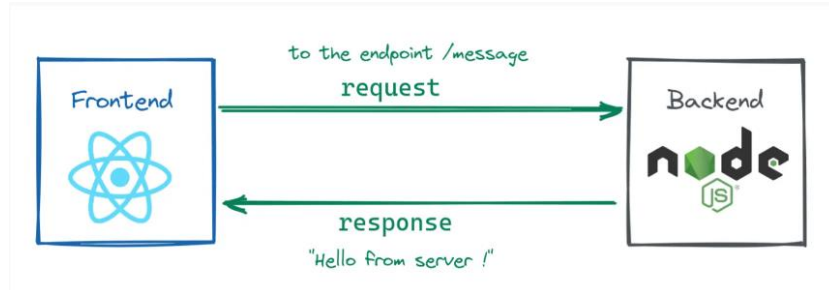 to the endpoint /message
request
Frontend
Backend
node
JS
response
"Hello from server !"